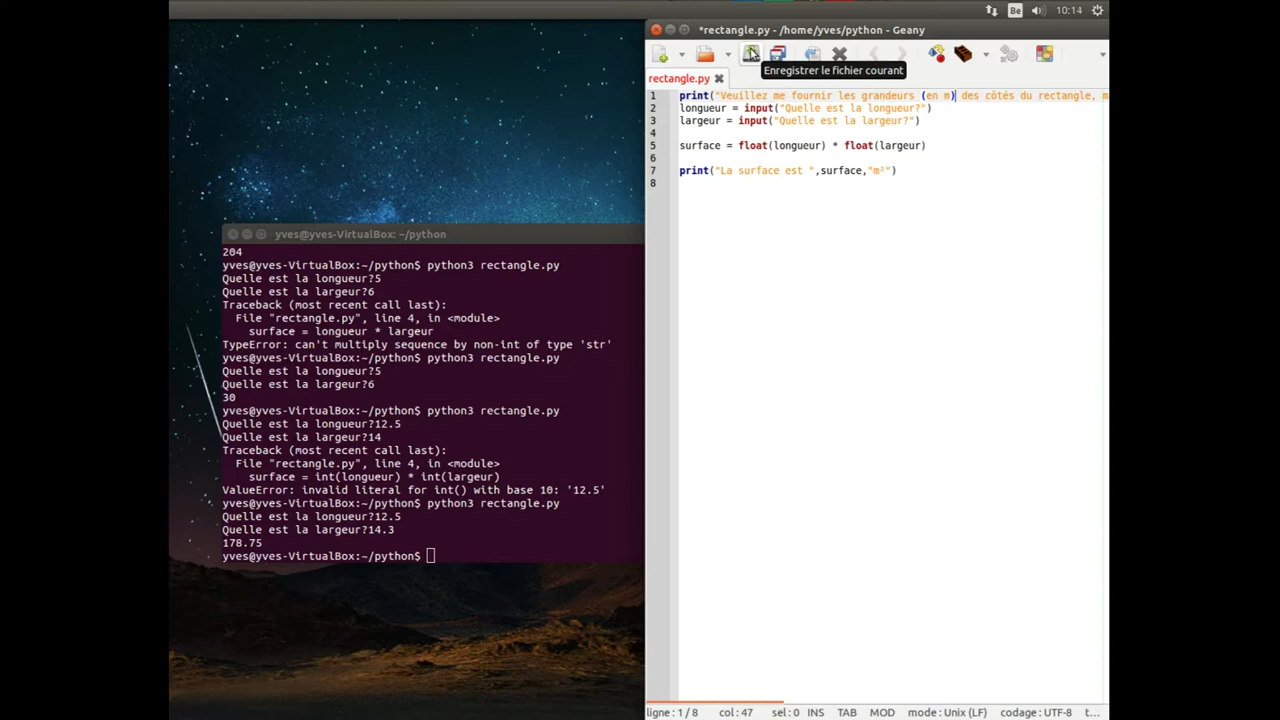 Be 10:14
*rectangle.py - /home/yves/python - Geany
Enregistrer le fichier courant
rectangle.py
1 print("Veuillez me fournir les grandeurs (en m) des côtés du rectangle, m
2 longueur = input("Quelle est la longueur?")
3 largeur = input("Quelle est la largeur?")
4
5 surface = float(longueur) * float(largeur)
6
7 print("La surface est ",surface,"m²")
8
yves@yves-VirtualBox: ~/python
204
yves@yves-VirtualBox:~/python$ python3 rectangle.py
Quelle est la longueur?5
Quelle est la largeur?6
Traceback (most recent call last):
File "rectangle.py", line 4, in <module>
surface = longueur * largeur
TypeError: can't multiply sequence by non-int of type 'str'
yves@yves-VirtualBox:~/python$ python3 rectangle.py
Quelle est la longueur?5
Quelle est la largeur?6
30
yves@yves-VirtualBox:~/python$ python3 rectangle.py
Quelle est la longueur?12.5
Quelle est la largeur?14
Traceback (most recent call last):
File "rectangle.py", line 4, in <module>
surface = int(longueur) * int(largeur)
ValueError: invalid literal for int() with base 10: '12.5'
yves@yves-VirtualBox:~/python$ python3 rectangle.py
Quelle est la longueur?12.5
Quelle est la largeur?14.3
178.75
yves@yves-VirtualBox:~/python$
ligne : 1 / 8 col : 47 sel : 0 INS TAB MOD mode : Unix (LF) codage : UTF-8 t...